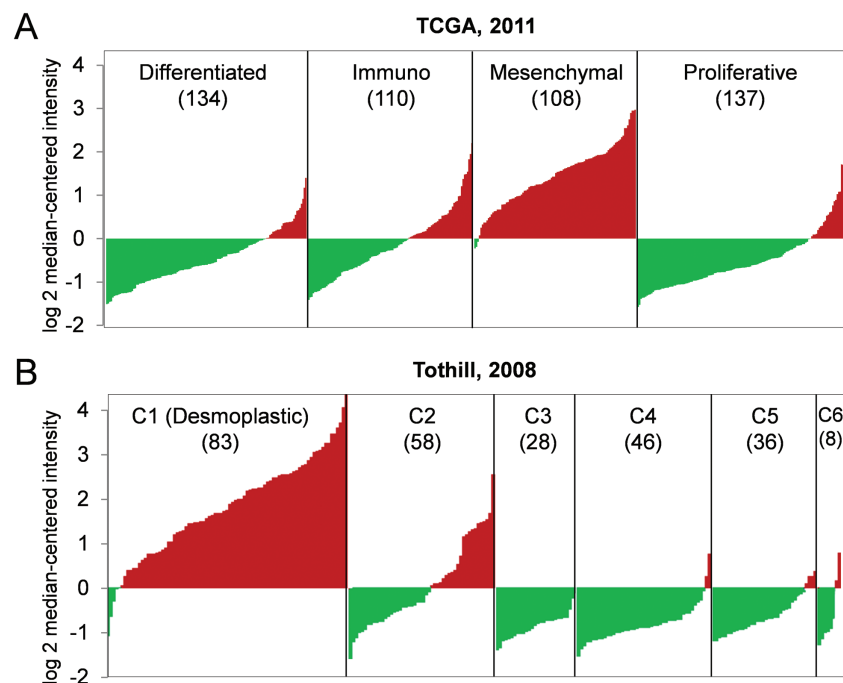 A
TCGA, 2011
log 2 median-centered intensity
4
3
2
1
0
-1
-2
Differentiated
(134)
Immuno
(110)
Mesenchymal
(108)
Proliferative
(137)
B
Tothill, 2008
log 2 median-centered intensity
4
3
2
1
0
-1
-2
C1 (Desmoplastic)
(83)
C2
(58)
C3
(28)
C4
(46)
C5
(36)
C6
(8)